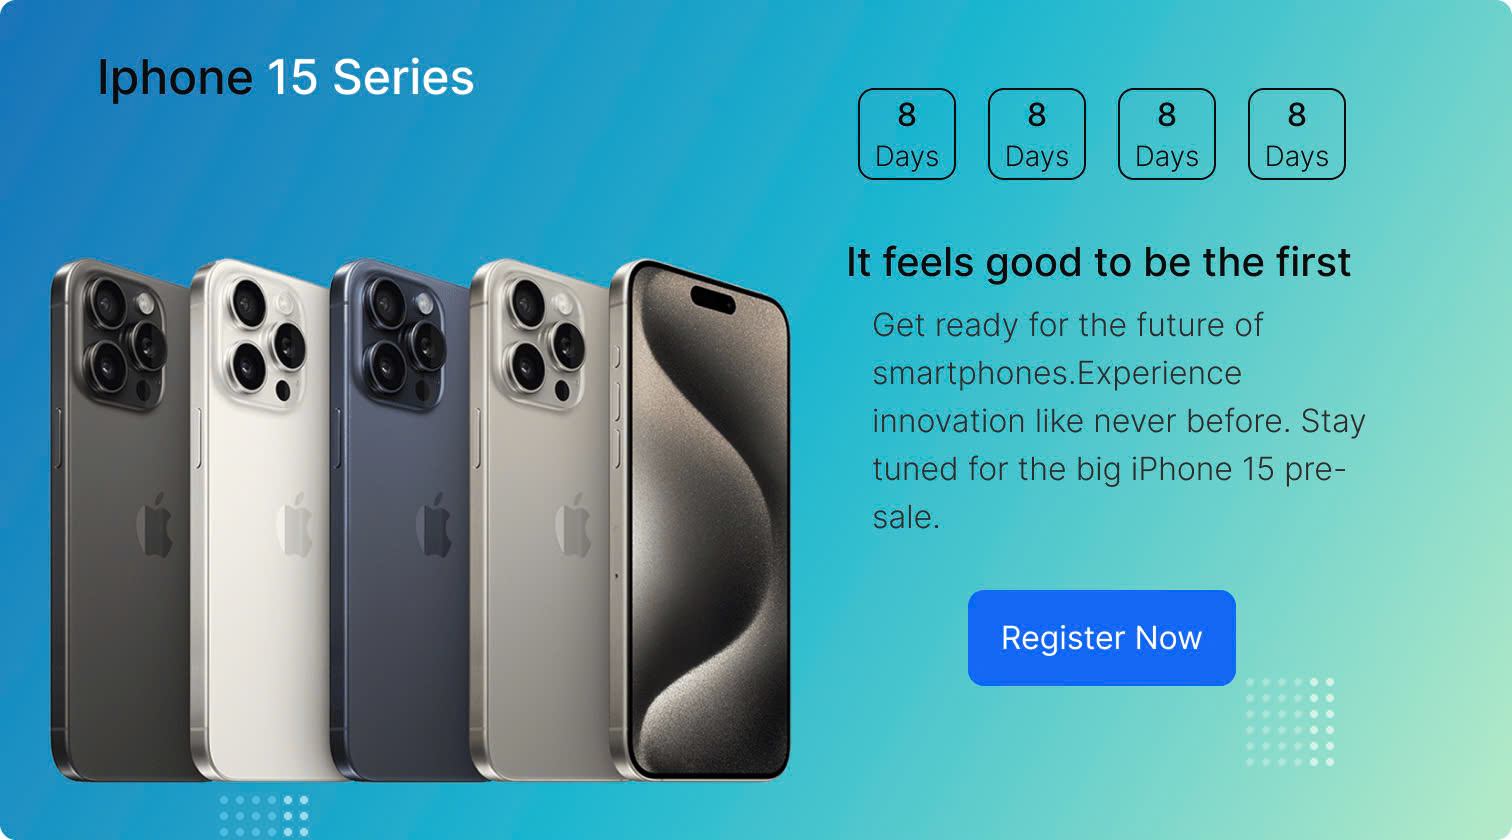 Iphone 15 Series
8 8 8 8
Days Days Days Days
It feels good to be the first
Get ready for the future of
smartphones.Experience
innovation like never before. Stay
tuned for the big iPhone 15 pre-
sale.
Register Now